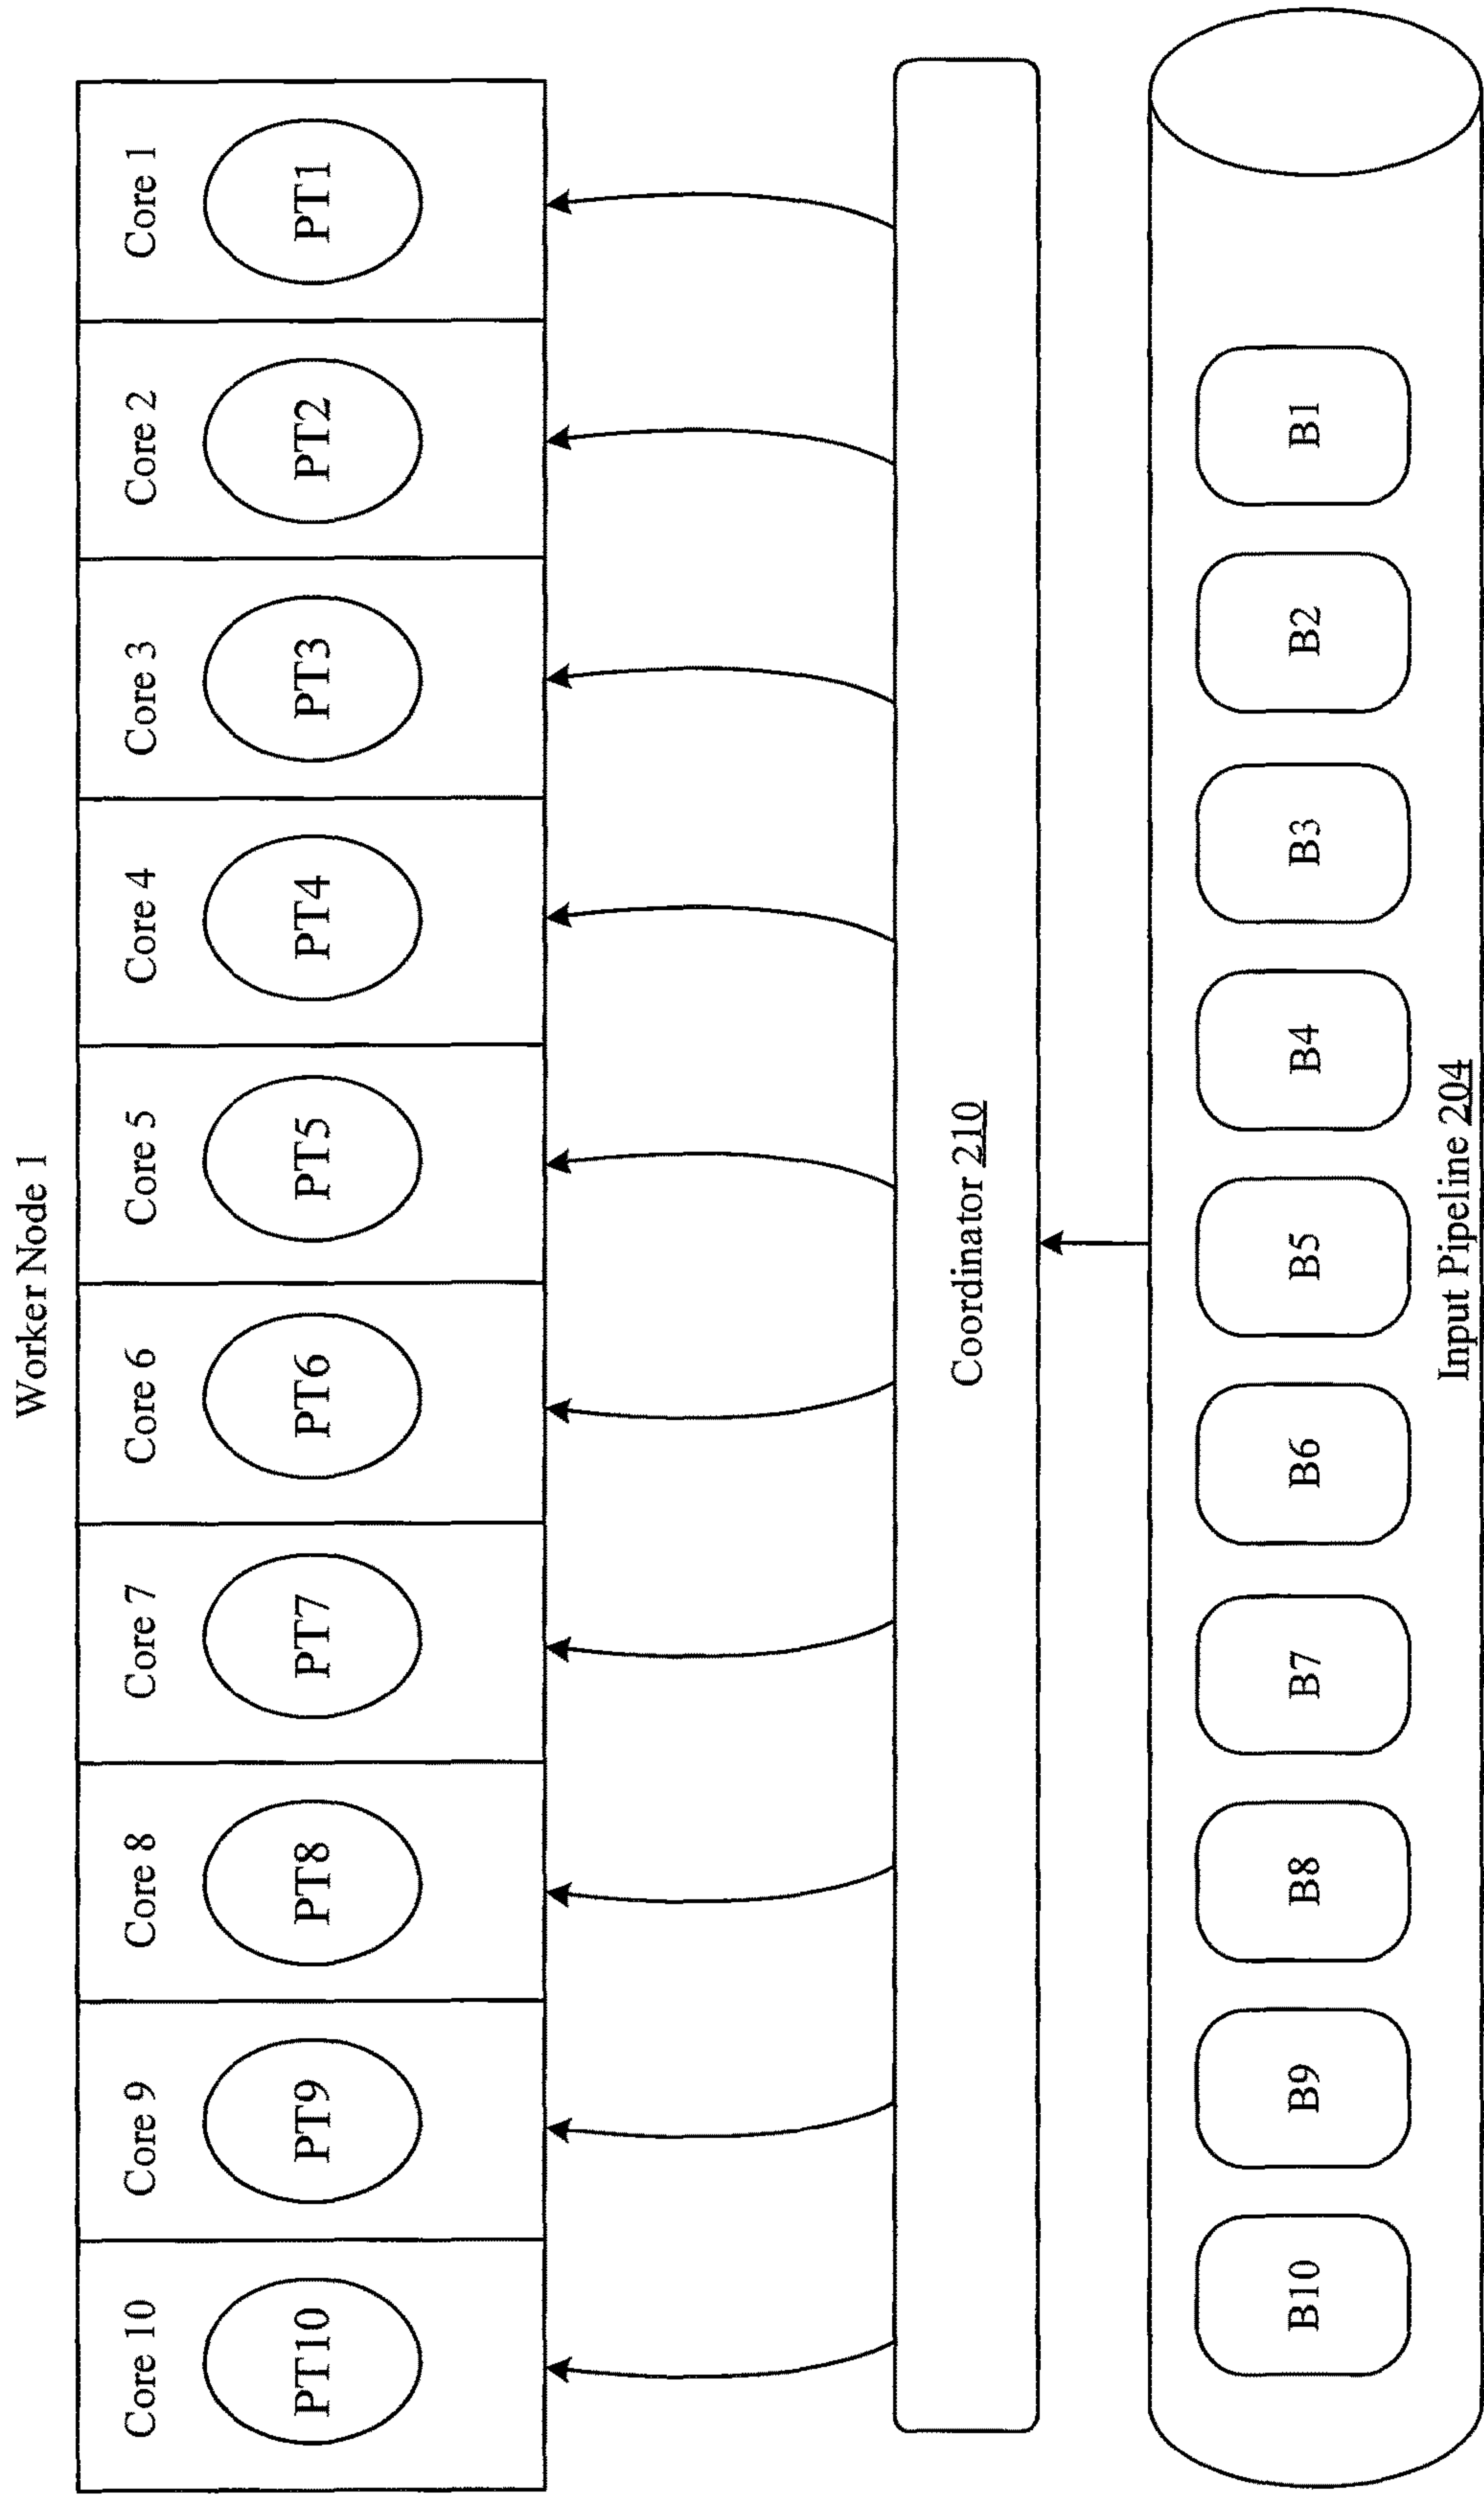 Worker Node 1
Core 10
Core 9
Core 8
Core 7
Core 6
Core 5
Core 4
Core 3
Core 2
Core 1
PT10
PT9
PT8
PT7
PT6
PT5
PT4
PT3
PT2
PT1
Coordinator 210
B10
B9
B8
B7
B6
B5
B4
B3
B2
B1
Input Pipeline 204